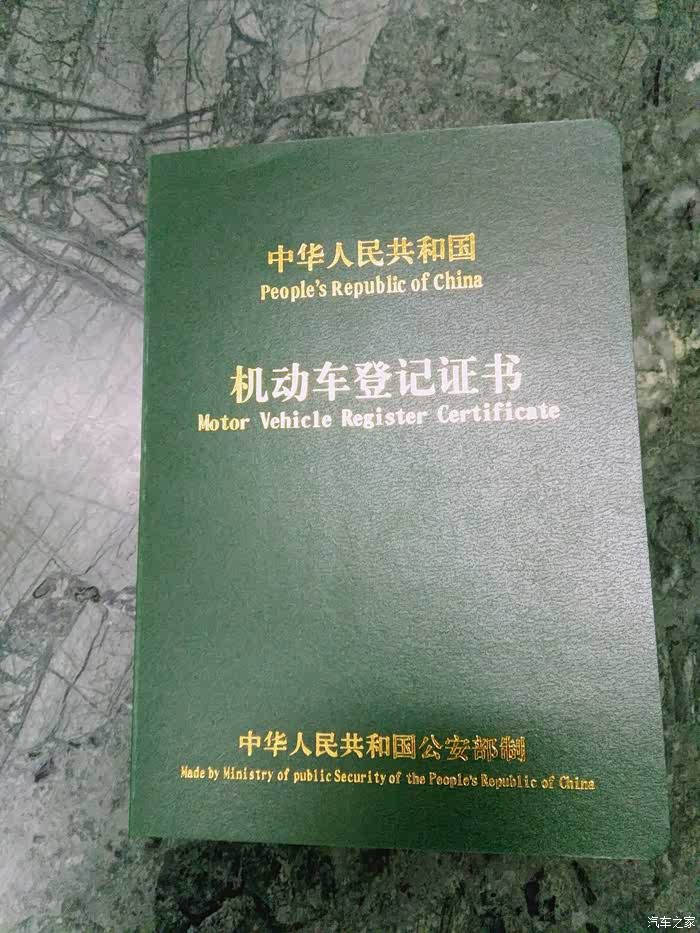 中华人民共和国
People's Republic of China
机动车登记证书
Motor Vehicle Register Certificate
中华人民共和国公安部制
Made by Ministry of public Security of the People's Republic of China
汽车之家